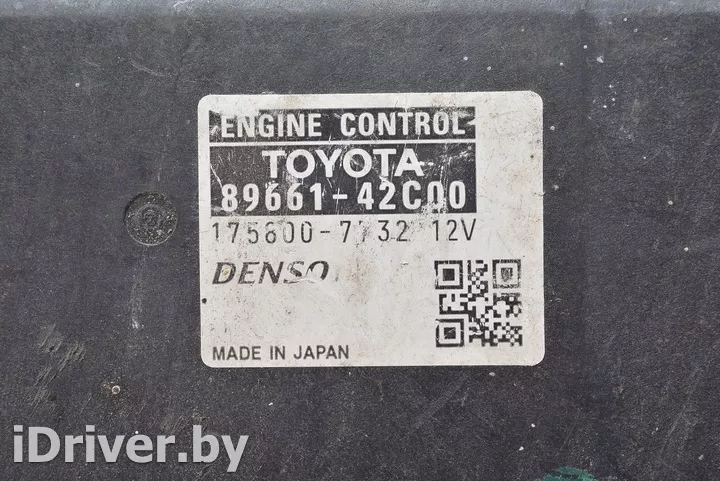 ENGINE CONTROL
TOYOTA
89661-42C00
175800-7732 12V
DENSO
MADE IN JAPAN
iDriver.by